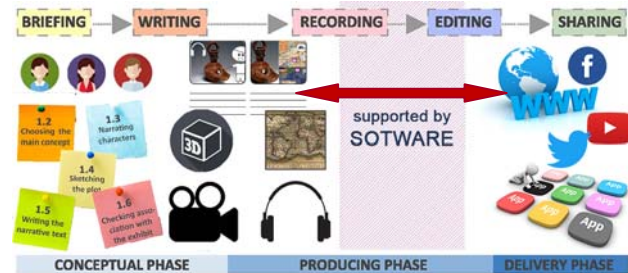 BRIEFING
WRITING
RECORDING
EDITING
SHARING
1.2
Choosing the
main concept
1.3
Narrating
characters
1.4
Sketching
the plot
1.5
Writing the
narrative text
1.6
Checking asso-
ciation with
the exhibit
3D
supported by
SOTWARE
f
WWW
App
App
App
App
App
App
CONCEPTUAL PHASE
PRODUCING PHASE
DELIVERY PHASE